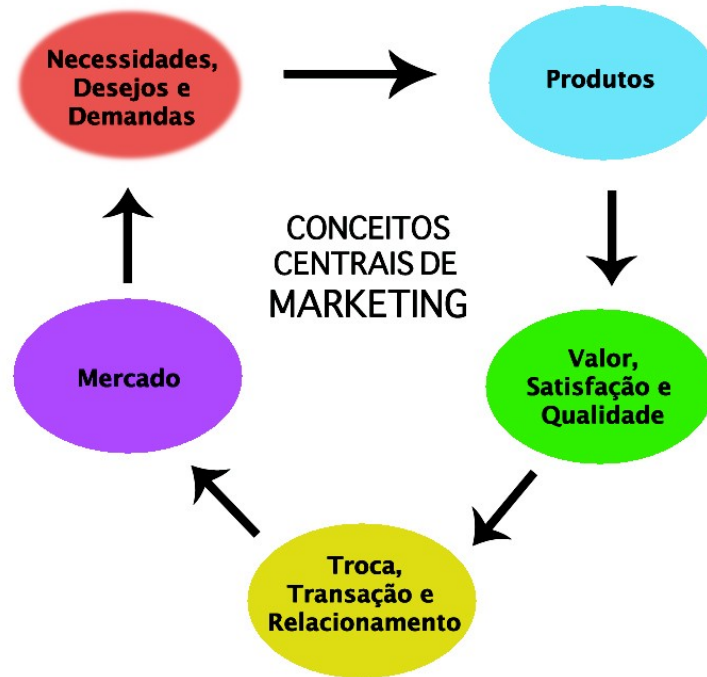 Necessidades,
Desejos e
Demandas
Produtos
CONCEITOS
CENTRAIS DE
MARKETING
Valor,
Satisfação e
Qualidade
Mercado
Troca,
Transação e
Relacionamento